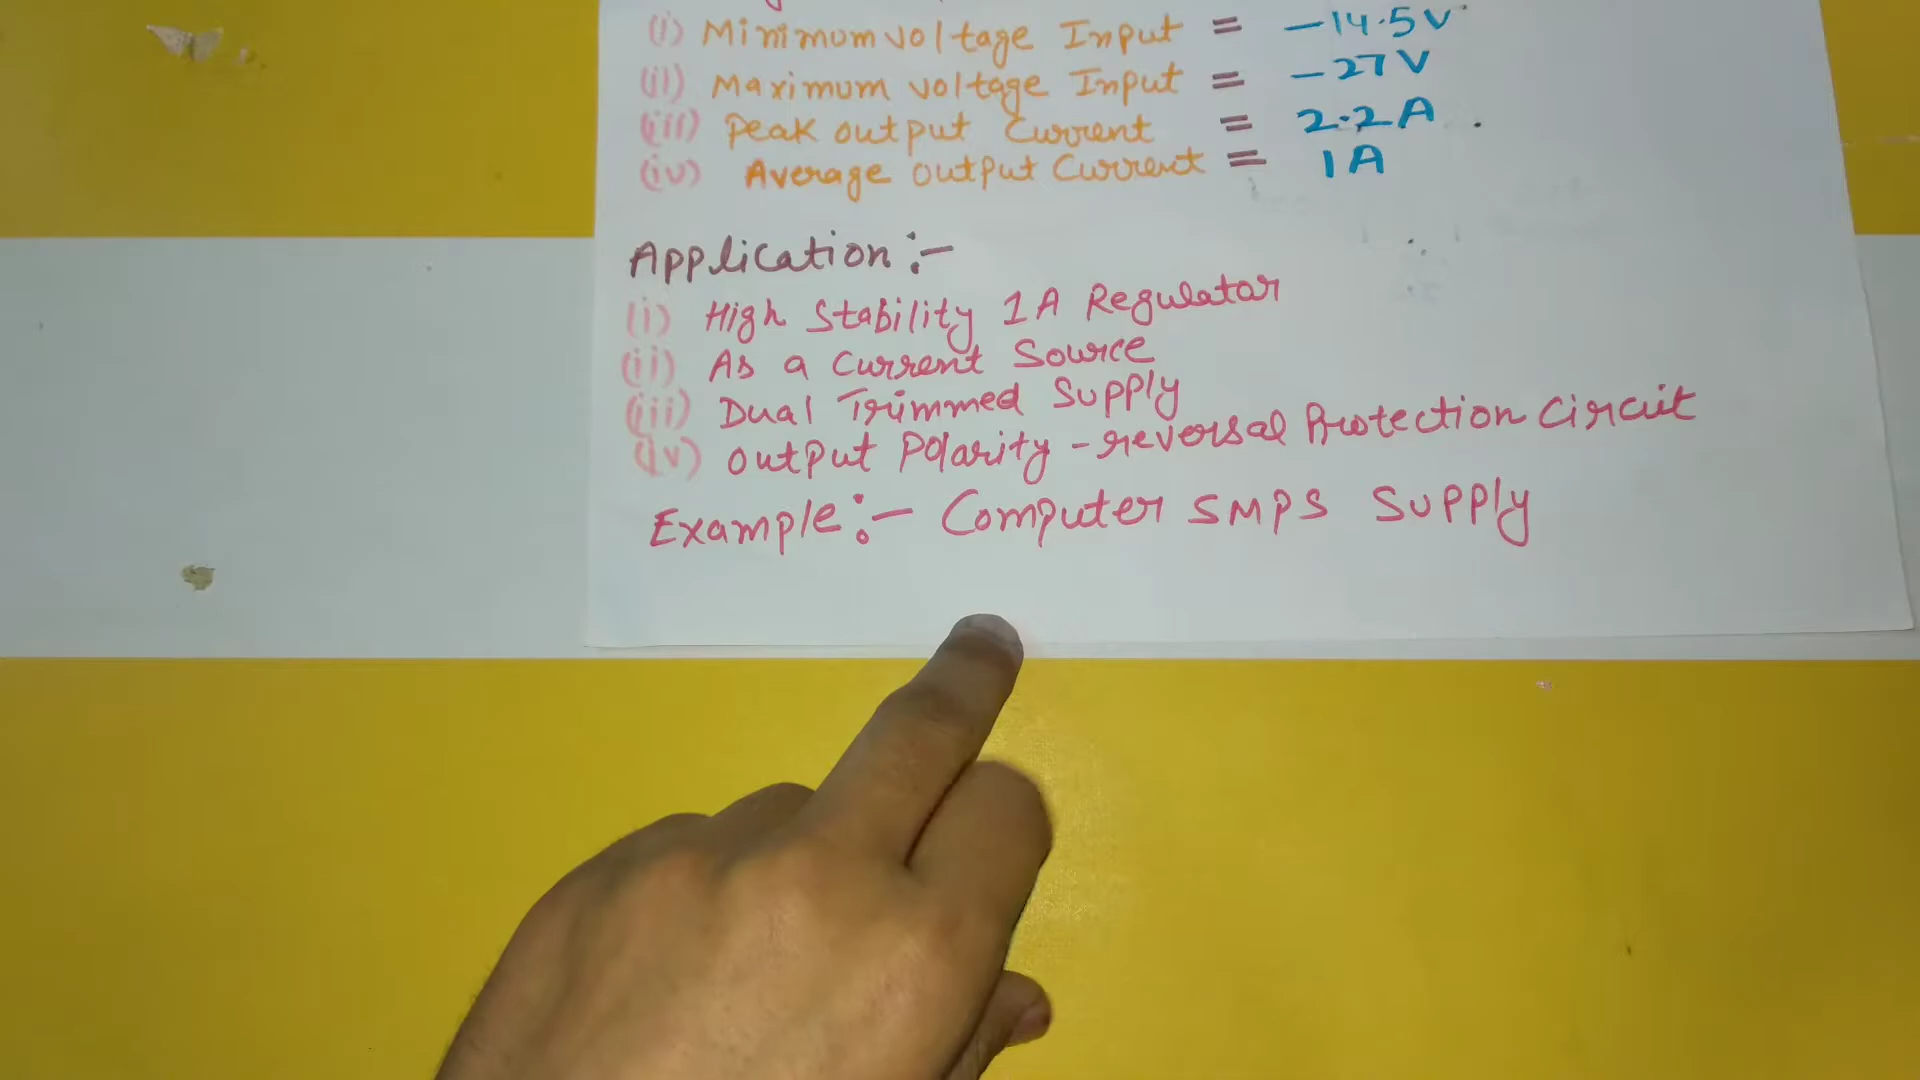 (i) Minimum voltage Input = -14.5V
(ii) Maximum voltage Input = -27V
(iii) Peak output Current = 2.2A
(iv) Average output Current = 1A
Application :-
(i) High Stability 1A Regulator
(ii) As a Current Source
(iii) Dual Trimmed Supply
(iv) Output Polarity-reversal Protection Circuit
Example :- Computer SMPS Supply